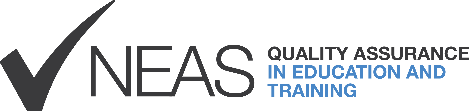 NEAS
QUALITY ASSURANCE
IN EDUCATION AND
TRAINING